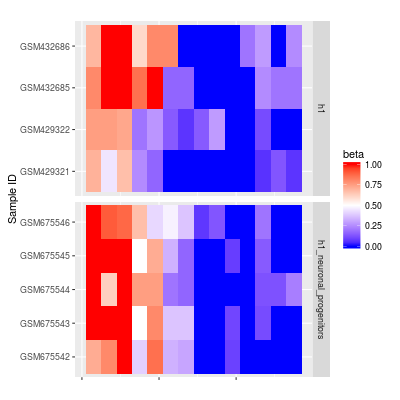 GSM432686
GSM432685
GSM429322
GSM429321
h1
GSM675546
GSM675545
GSM675544
GSM675543
GSM675542
h1_neuronal_progenitors
Sample ID
beta
1.00
0.75
0.50
0.25
0.00